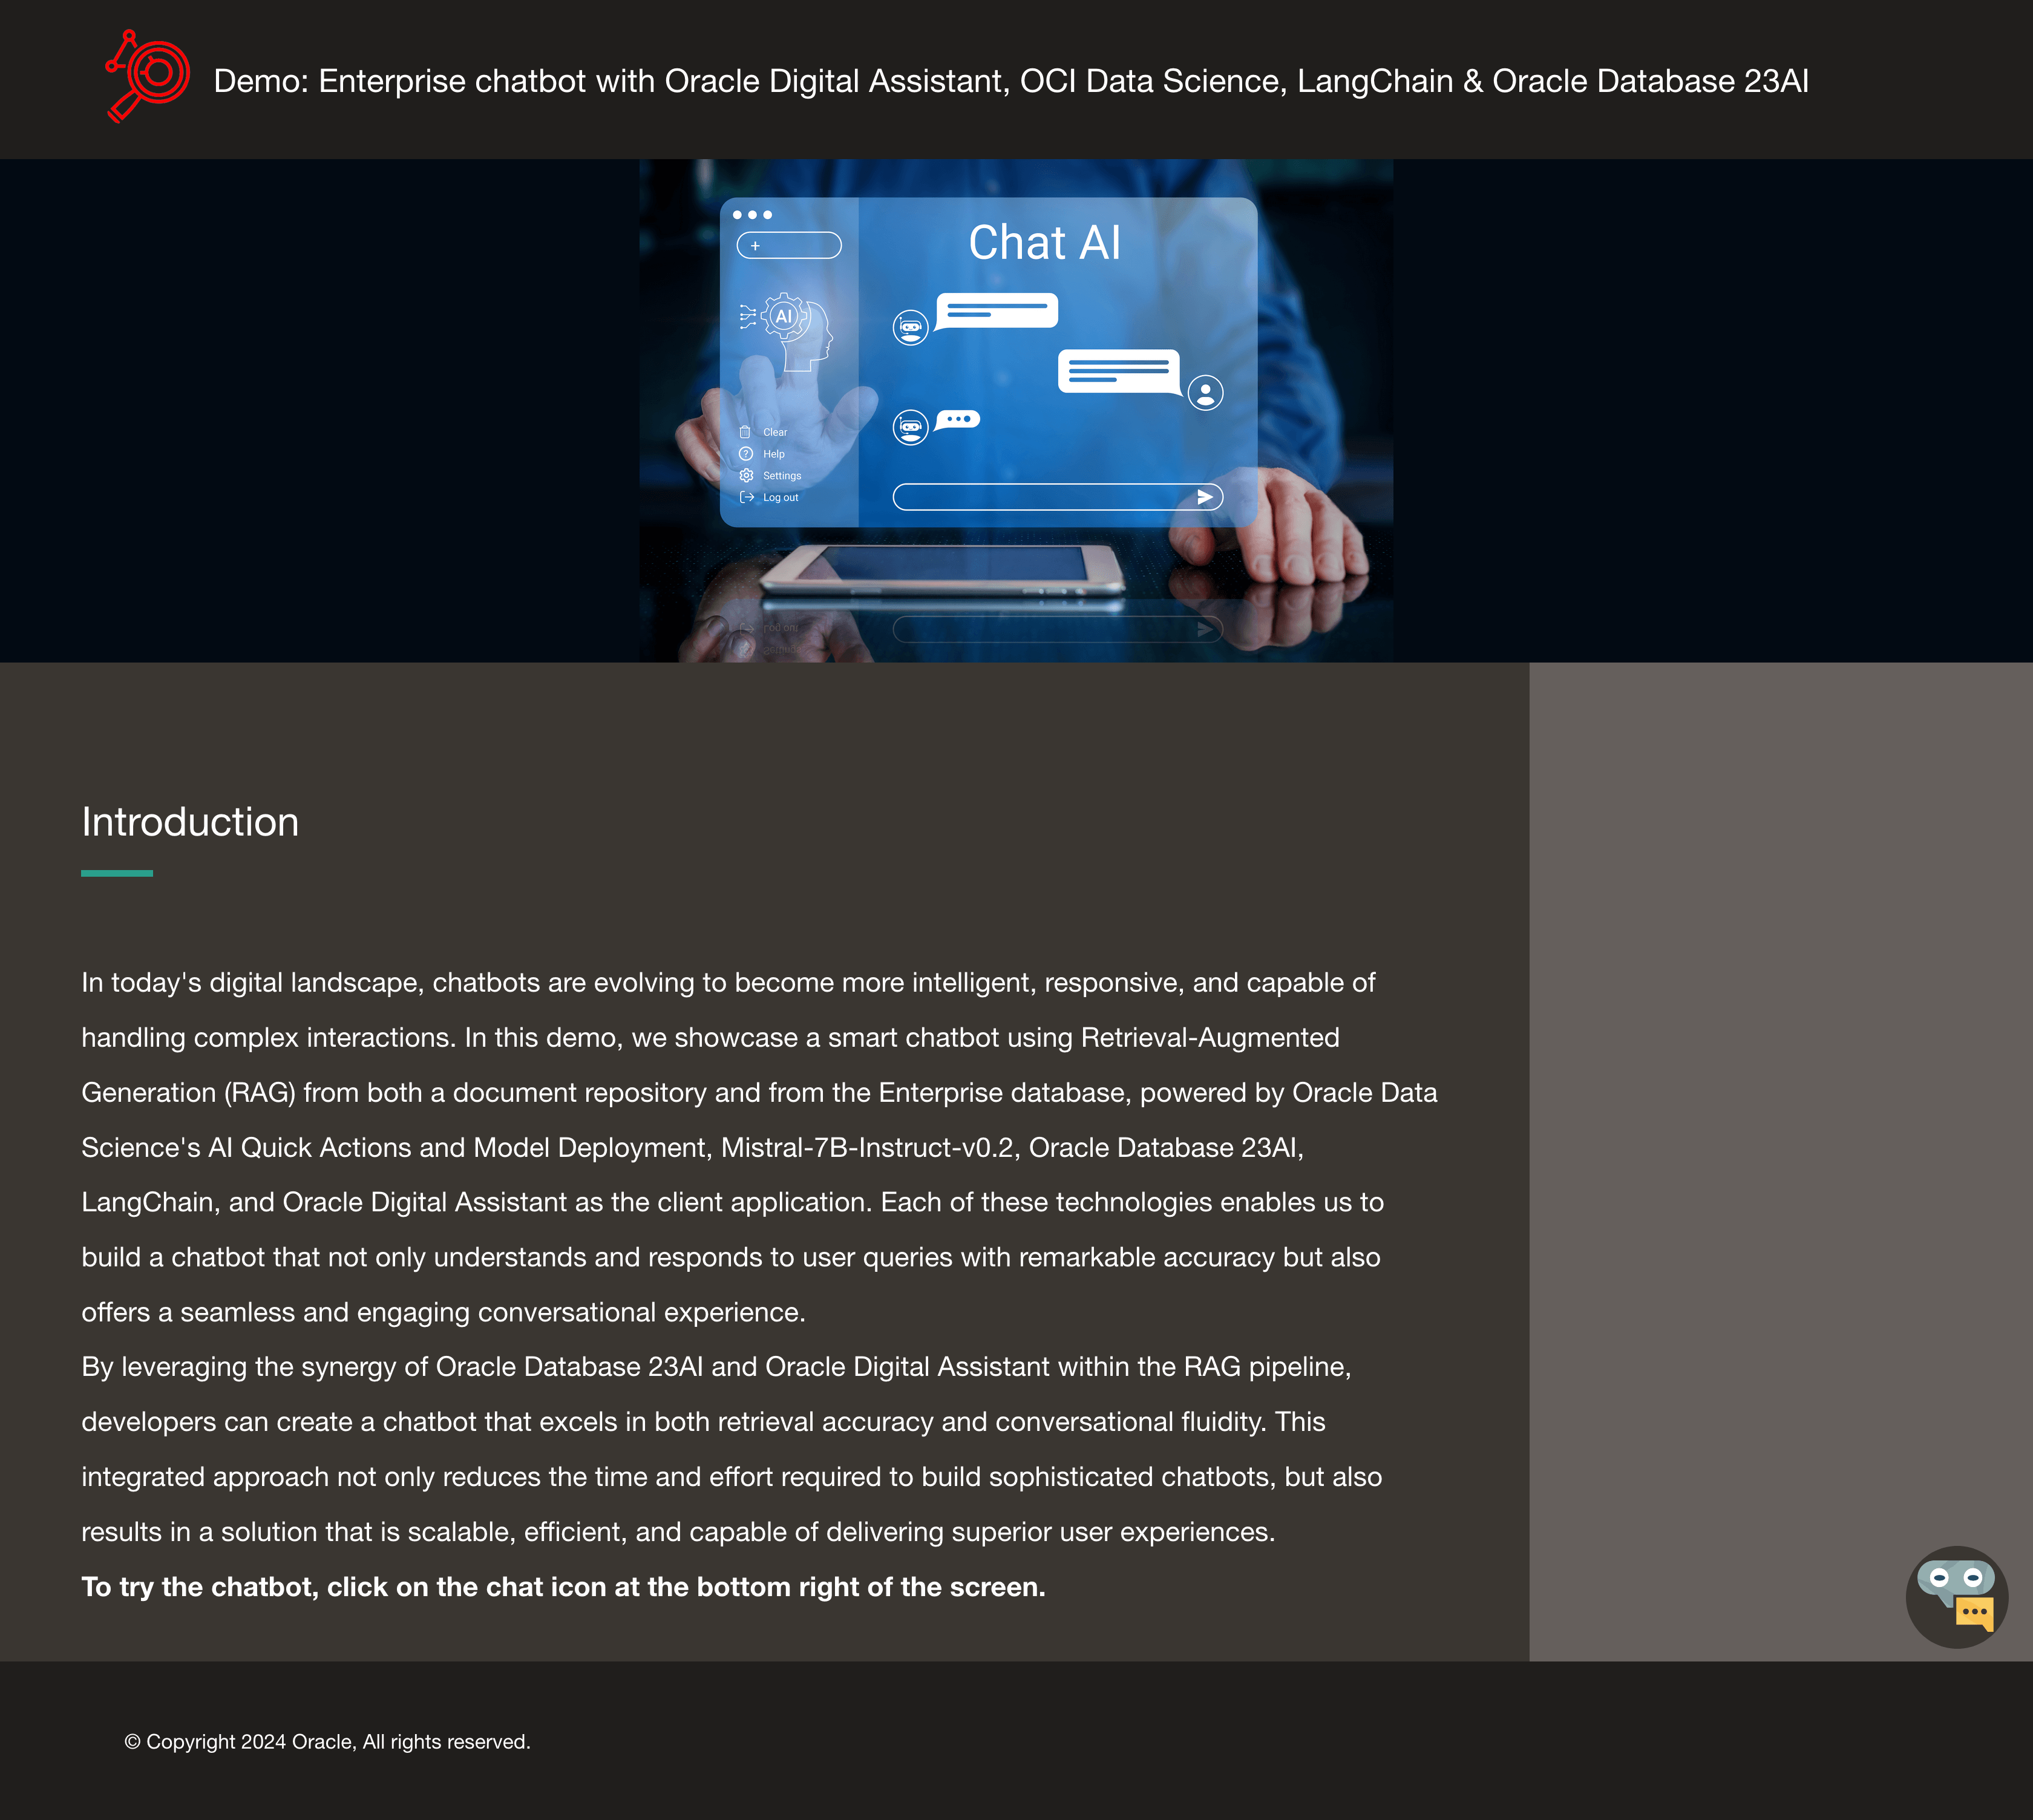 Demo: Enterprise chatbot with Oracle Digital Assistant, OCI Data Science, LangChain & Oracle Database 23AI
+
Chat AI
AI
Clear
Help
Settings
Log out
Introduction
In today's digital landscape, chatbots are evolving to become more intelligent, responsive, and capable of
handling complex interactions. In this demo, we showcase a smart chatbot using Retrieval-Augmented
Generation (RAG) from both a document repository and from the Enterprise database, powered by Oracle Data
Science's AI Quick Actions and Model Deployment, Mistral-7B-Instruct-v0.2, Oracle Database 23AI,
LangChain, and Oracle Digital Assistant as the client application. Each of these technologies enables us to
build a chatbot that not only understands and responds to user queries with remarkable accuracy but also
offers a seamless and engaging conversational experience.
By leveraging the synergy of Oracle Database 23AI and Oracle Digital Assistant within the RAG pipeline,
developers can create a chatbot that excels in both retrieval accuracy and conversational fluidity. This
integrated approach not only reduces the time and effort required to build sophisticated chatbots, but also
results in a solution that is scalable, efficient, and capable of delivering superior user experiences.
To try the chatbot, click on the chat icon at the bottom right of the screen.
© Copyright 2024 Oracle, All rights reserved.